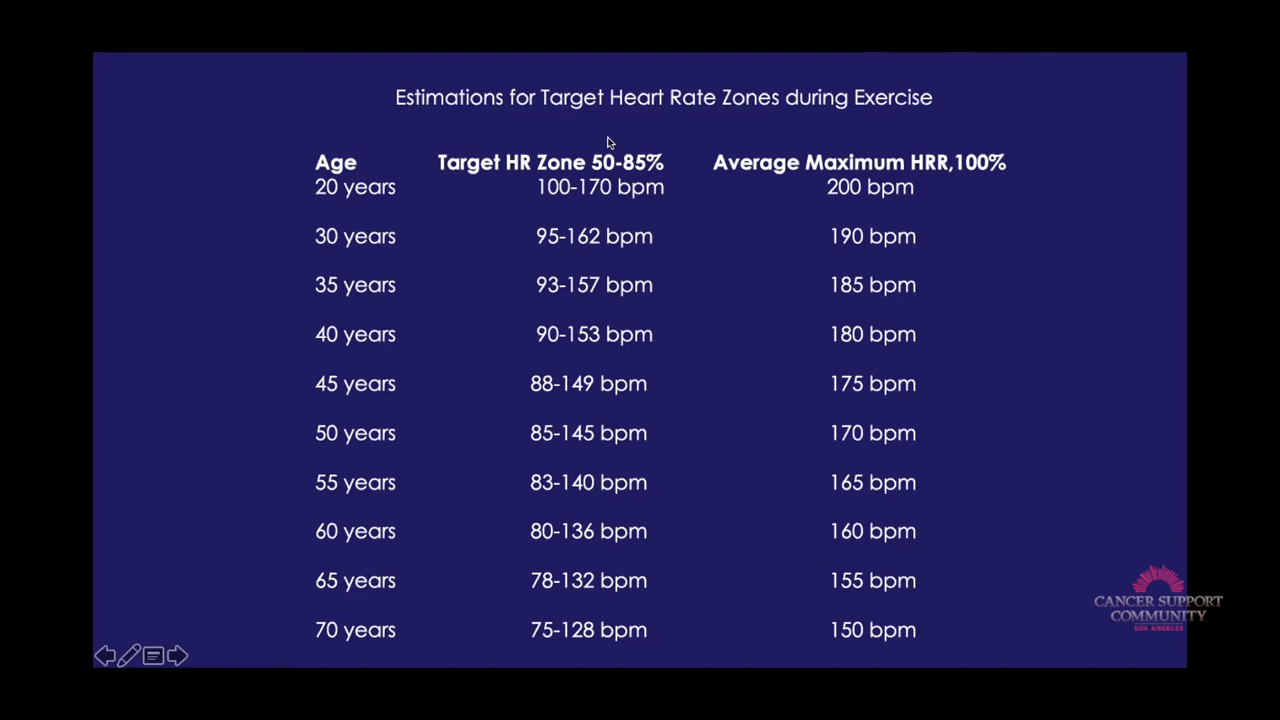 Estimations for Target Heart Rate Zones during Exercise
Age Target HR Zone 50-85% Average Maximum HRR,100%
20 years 100-170 bpm 200 bpm
30 years 95-162 bpm 190 bpm
35 years 93-157 bpm 185 bpm
40 years 90-153 bpm 180 bpm
45 years 88-149 bpm 175 bpm
50 years 85-145 bpm 170 bpm
55 years 83-140 bpm 165 bpm
60 years 80-136 bpm 160 bpm
65 years 78-132 bpm 155 bpm
70 years 75-128 bpm 150 bpm
CANCER SUPPORT
COMMUNITY
LOS ANGELES